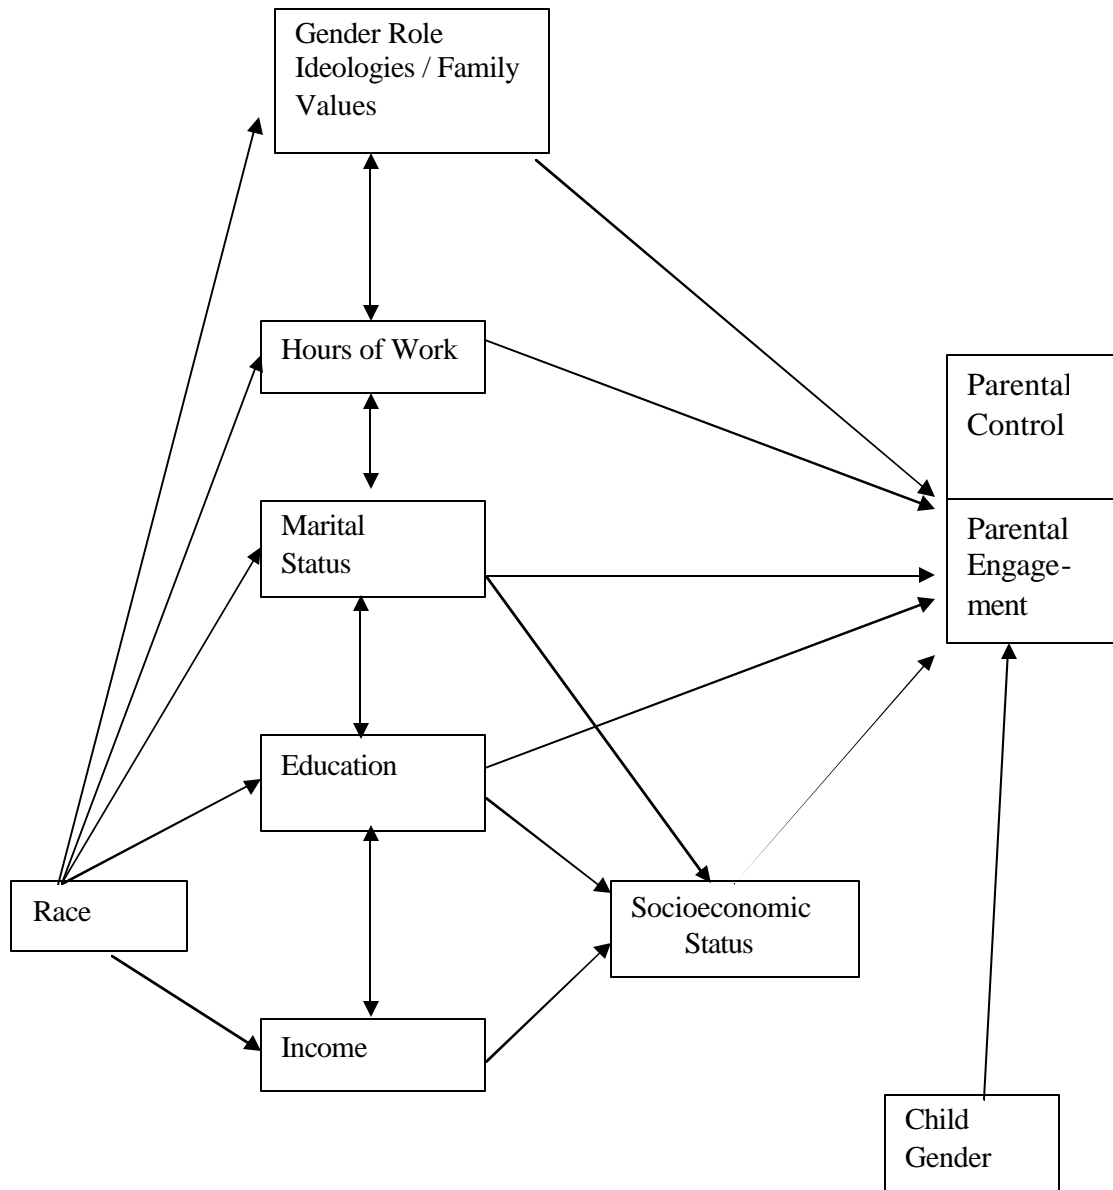 Gender Role
Ideologies / Family
Values
Hours of Work
Parental
Control
Marital
Status
Parental
Engage-
ment
Education
Race
Socioeconomic
Status
Income
Child
Gender